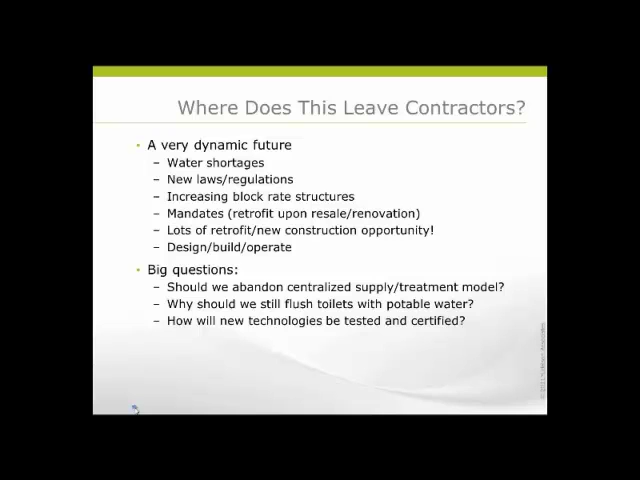 Where Does This Leave Contractors?
• A very dynamic future
– Water shortages
– New laws/regulations
– Increasing block rate structures
– Mandates (retrofit upon resale/renovation)
– Lots of retrofit/new construction opportunity!
– Design/build/operate
• Big questions:
– Should we abandon centralized supply/treatment model?
– Why should we still flush toilets with potable water?
– How will new technologies be tested and certified?